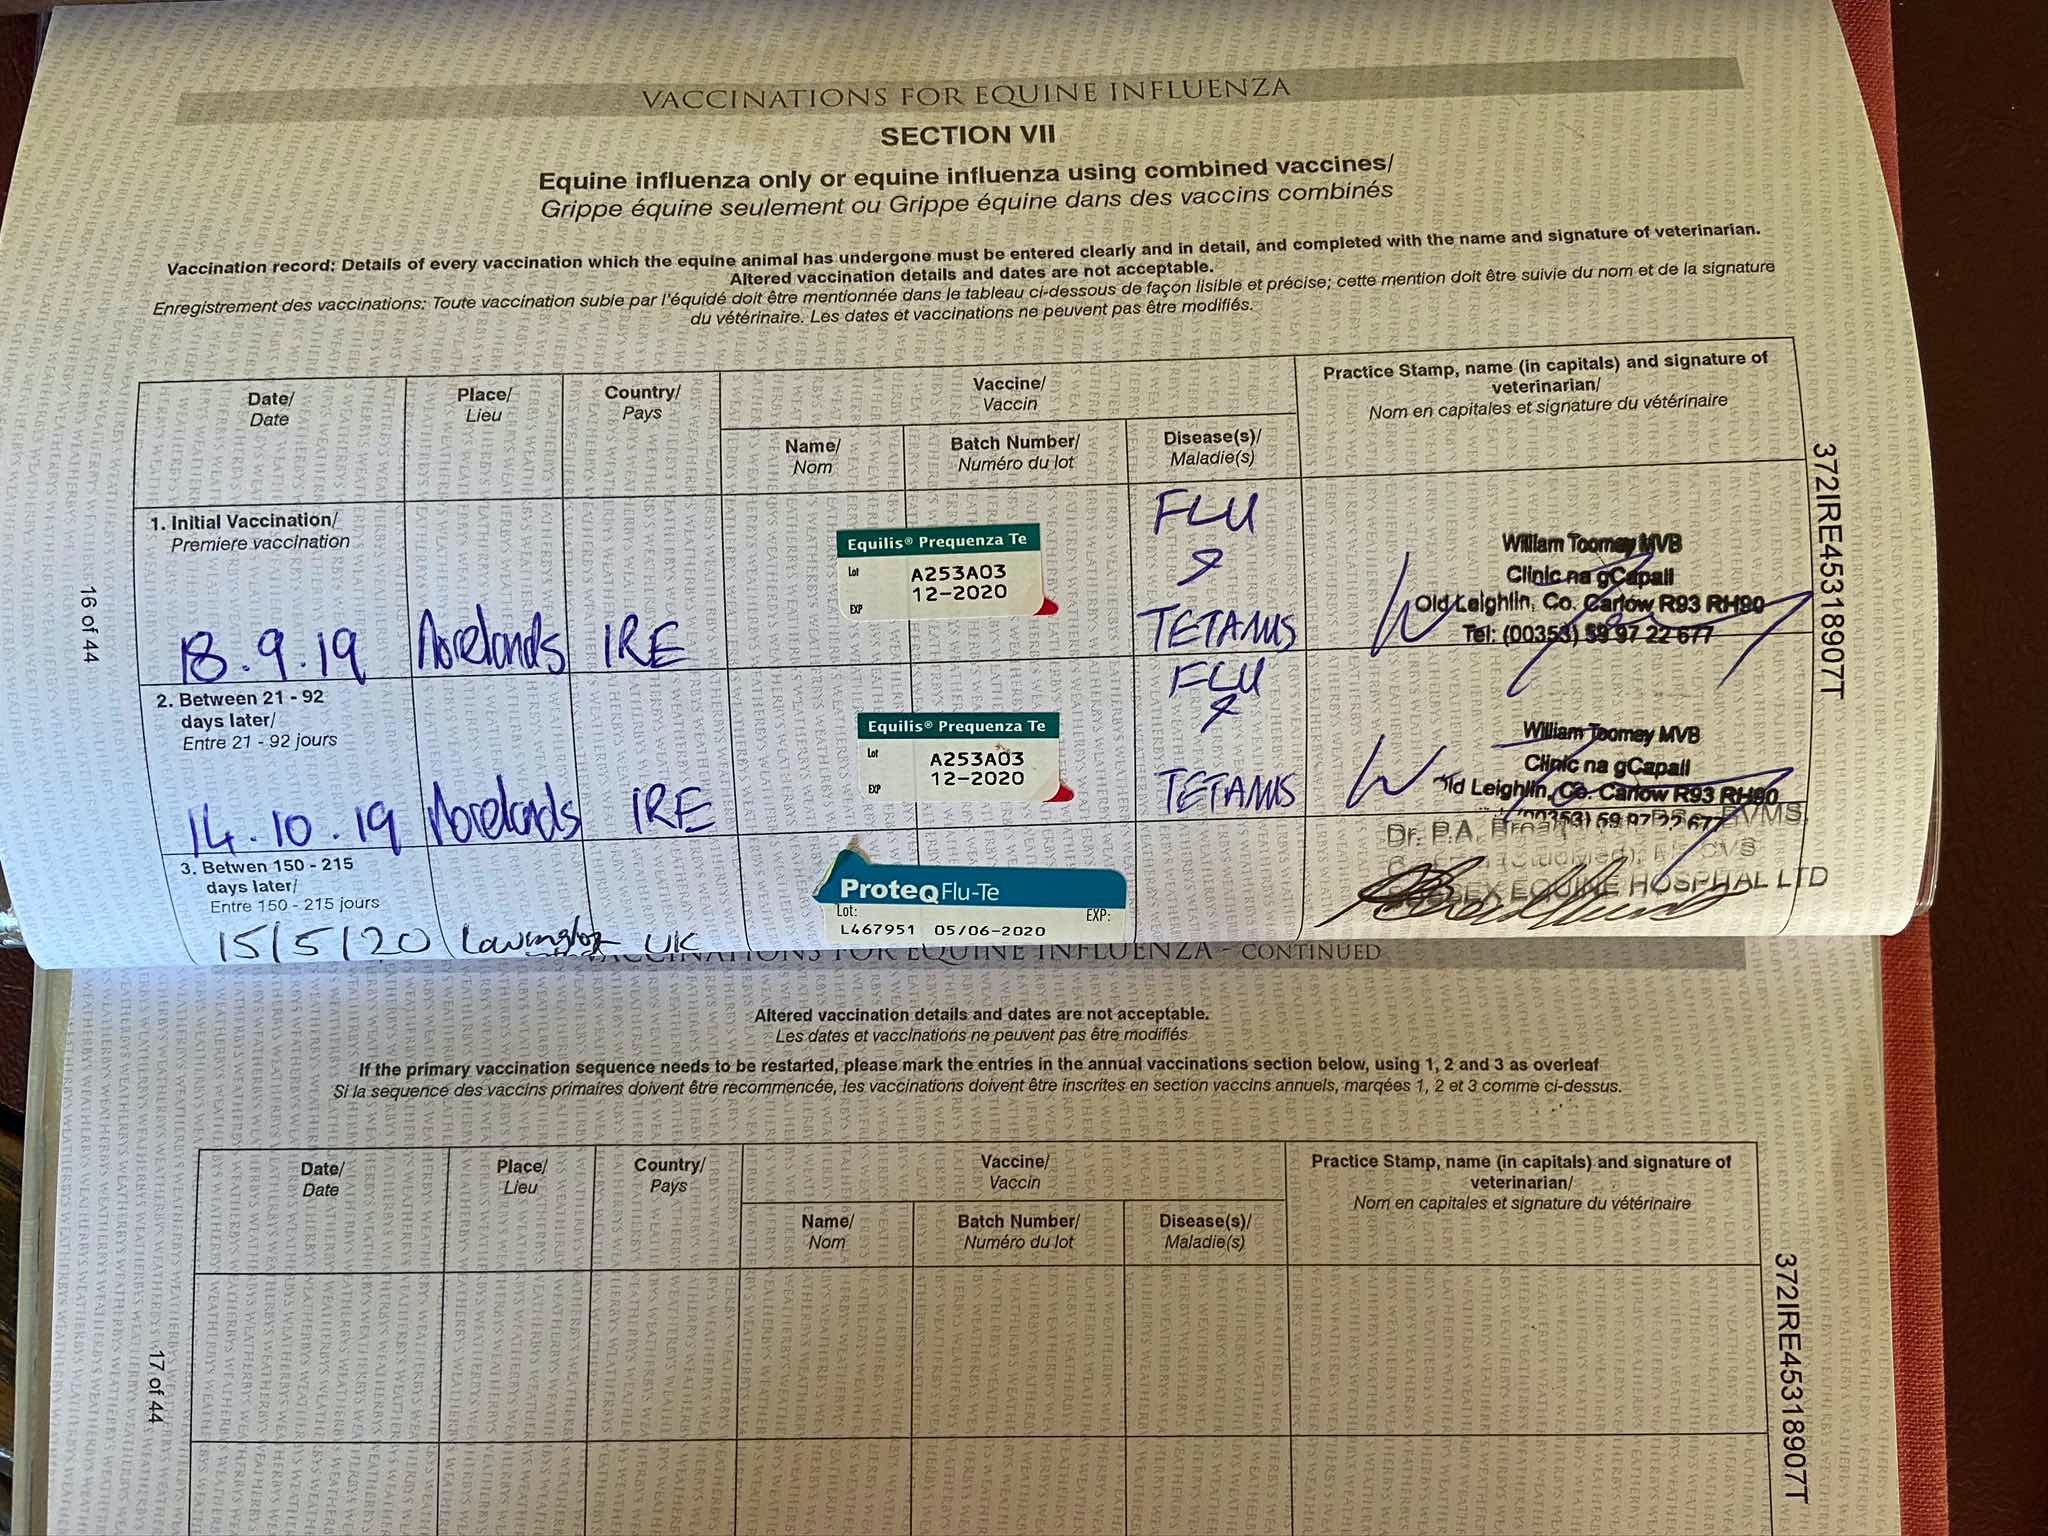 VACCINATIONS FOR EQUINE INFLUENZA
SECTION VII
Equine influenza only or equine influenza using combined vaccines/
Grippe équine seulement ou Grippe équine dans des vaccins combinés
Vaccination record: Details of every vaccination which the equine animal has undergone must be entered clearly and in detail, and completed with the name and signature of veterinarian.
Altered vaccination details and dates are not acceptable.
Enregistrement des vaccinations: Toute vaccination subie par l'équidé doit être mentionnée dans le tableau ci-dessous de façon lisible et précise; cette mention doit être suivie du nom et de la signature
du vétérinaire. Les dates et vaccinations ne peuvent pas être modifiés.
Date/
Date
Place/
Lieu
Country/
Pays
Vaccine/
Vaccin
Name/
Nom
Batch Number/
Numéro du lot
Disease(s)/
Maladie(s)
Practice Stamp, name (in capitals) and signature of
veterinarian/
Nom en capitales et signature du vétérinaire
1. Initial Vaccination/
Premiere vaccination
18.9.19
Morelands
IRE
Equilis® Prequenza Te
Lot A253A03
EXP 12-2020
FLU
&
TETANUS
William Toomey MVB
Clinic na gCapall
Old Leighlin, Co. Carlow R93 RH90
Tel: (00353) 59 97 22 677
2. Between 21 - 92
days later/
Entre 21 - 92 jours
14.10.19
Morelands
IRE
Equilis® Prequenza Te
Lot A253A03
EXP 12-2020
FLU
&
TETANUS
William Toomey MVB
Clinic na gCapall
Old Leighlin, Co. Carlow R93 RH90
(00353) 59 97 22 677
3. Betwen 150 - 215
days later/
Entre 150 - 215 jours
15/5/20
UK
ProteqFlu-Te
Lot: EXP:
L467951 05/06-2020
Dr. P.A. BVMS,
SUSSEX EQUINE HOSPITAL LTD
16 of 44
372IRE45318907T
VACCINATIONS FOR EQUINE INFLUENZA - CONTINUED
Altered vaccination details and dates are not acceptable.
Les dates et vaccinations ne peuvent pas être modifiés
If the primary vaccination sequence needs to be restarted, please mark the entries in the annual vaccinations section below, using 1, 2 and 3 as overleaf
Si la sequence des vaccins primaires doivent être recommencée, les vaccinations doivent être inscrites en section vaccins annuels, marqées 1, 2 et 3 comme ci-dessus.
Date/
Date
Place/
Lieu
Country/
Pays
Vaccine/
Vaccin
Name/
Nom
Batch Number/
Numéro du lot
Disease(s)/
Maladie(s)
Practice Stamp, name (in capitals) and signature of
veterinarian/
Nom en capitales et signature du vétérinaire
17 of 44
372IRE45318907T